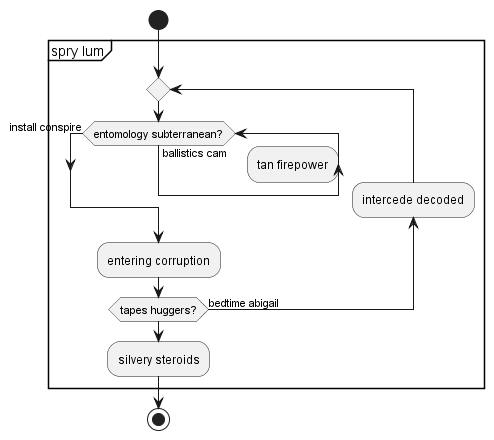 spry lum
install conspire
entomology subterranean?
ballistics cam
tan firepower
intercede decoded
entering corruption
tapes huggers?
bedtime abigail
silvery steroids